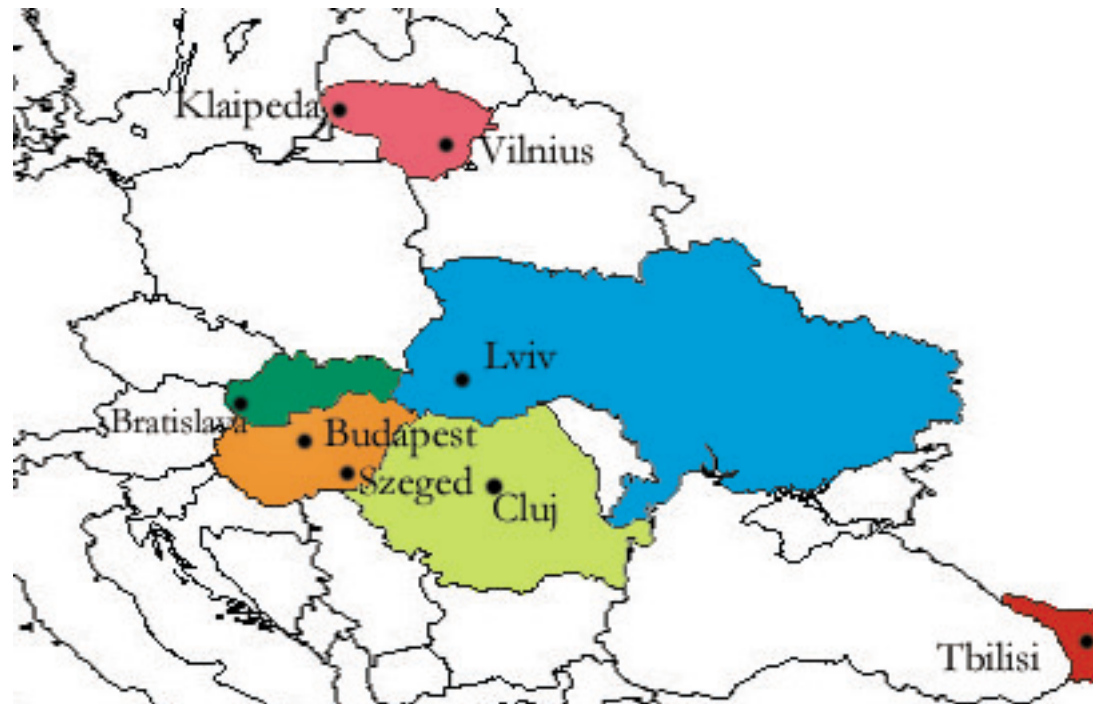 Klaipeda
Vilnius
Lviv
Bratislava
Budapest
Szeged
Cluj
Tbilisi